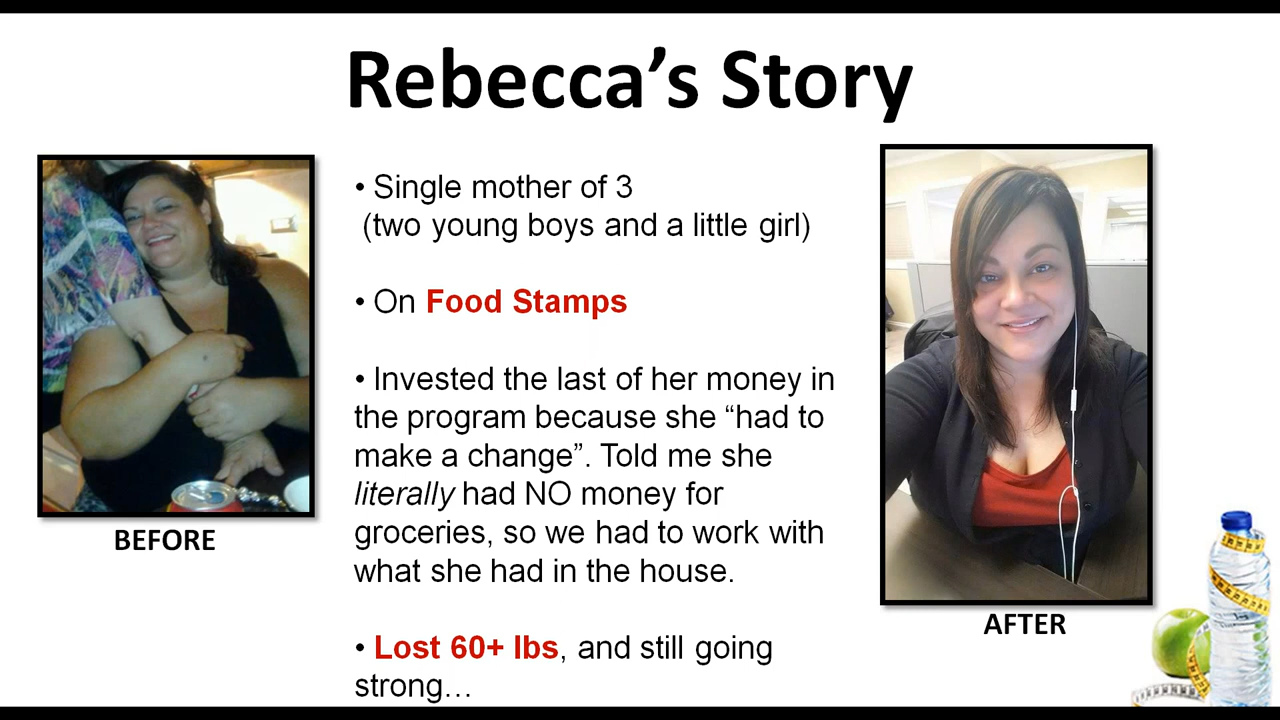 Rebecca’s Story
• Single mother of 3
(two young boys and a little girl)
• On Food Stamps
• Invested the last of her money in
the program because she “had to
make a change”. Told me she
literally had NO money for
groceries, so we had to work with
what she had in the house.
• Lost 60+ lbs, and still going
strong…
BEFORE
AFTER